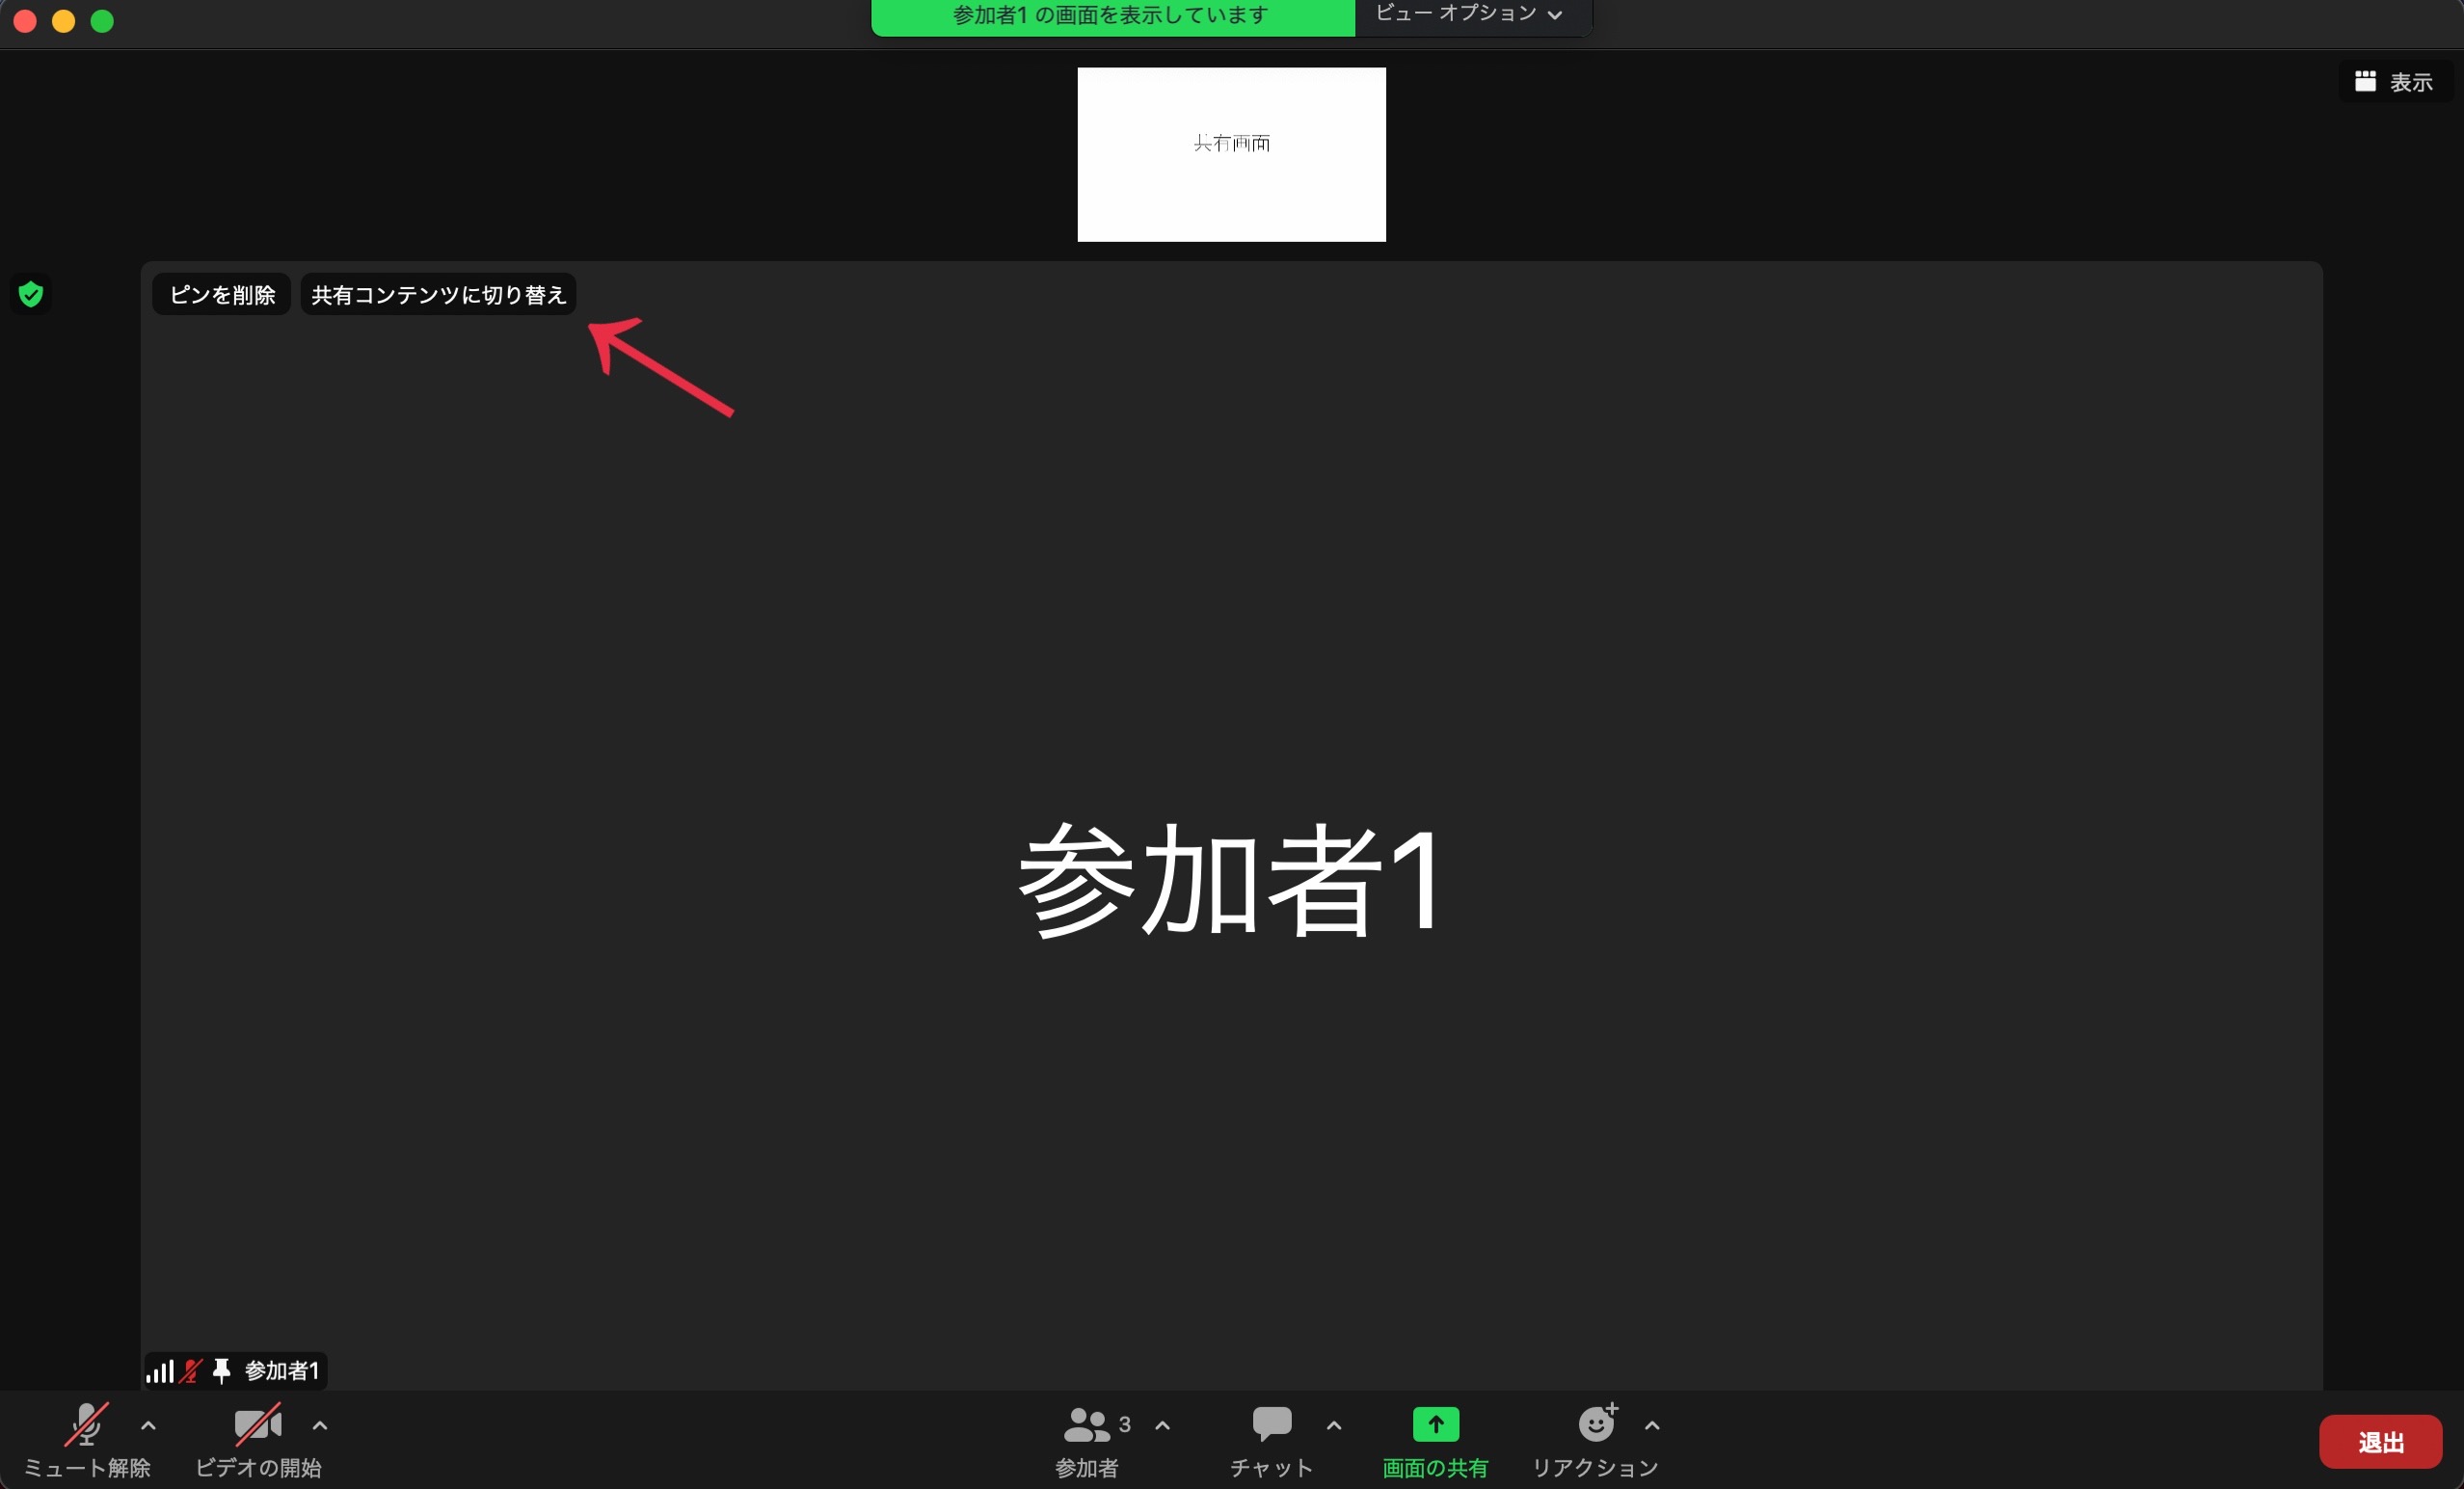 参加者1 の画面を表示しています
ビュー オプション
表示
共有画面
ピンを削除
共有コンテンツに切り替え
参加者1
参加者1
ミュート解除
ビデオの開始
3
参加者
チャット
画面の共有
リアクション
退出